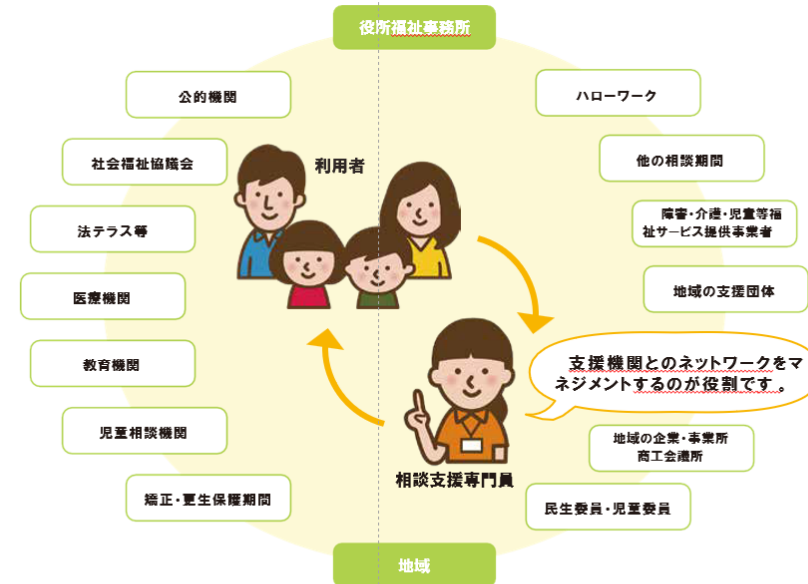 役所福祉事務所
公的機関
ハローワーク
社会福祉協議会
利用者
他の相談期間
法テラス等
障害・介護・児童等福
祉サービス提供事業者
医療機関
地域の支援団体
教育機関
支援機関とのネットワークをマ
ネジメントするのが役割です。
児童相談機関
地域の企業・事業所
商工会議所
相談支援専門員
矯正・更生保護期間
民生委員・児童委員
地域